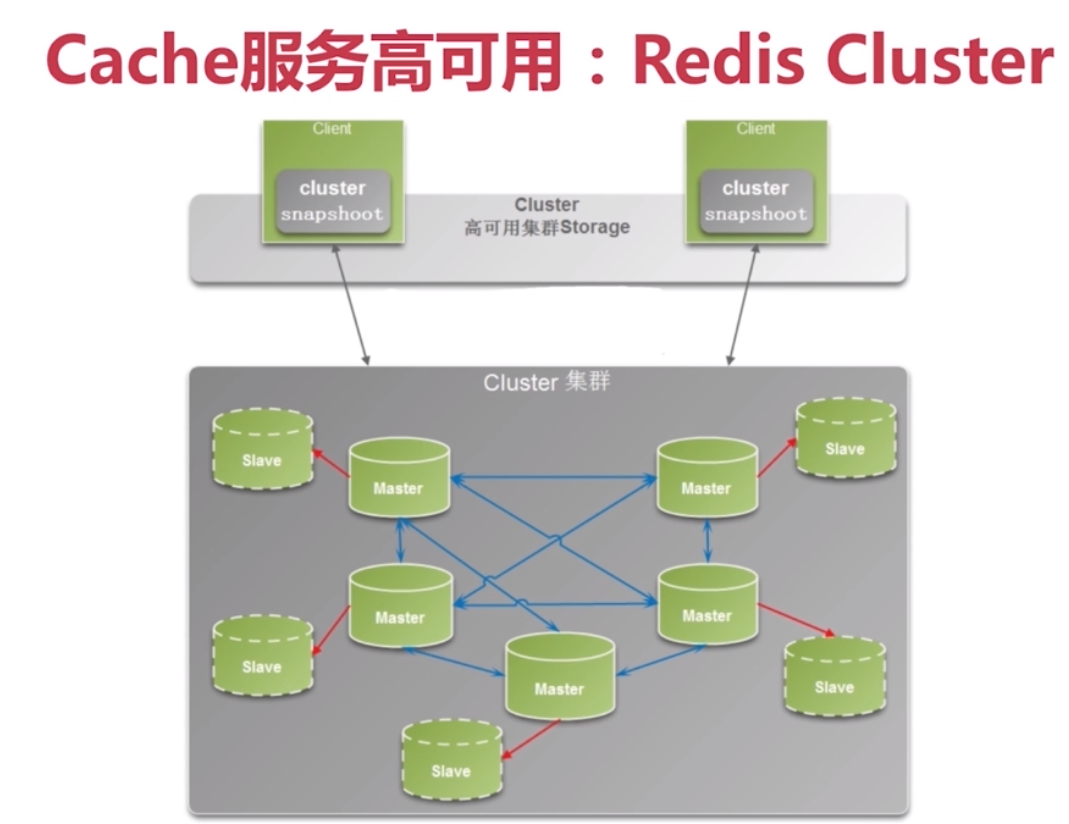 Cache服务高可用：Redis Cluster
Client
Client
cluster
snapshoot
cluster
snapshoot
Cluster
高可用集群Storage
Cluster 集群
Slave
Slave
Master
Master
Master
Master
Slave
Master
Slave
Slave